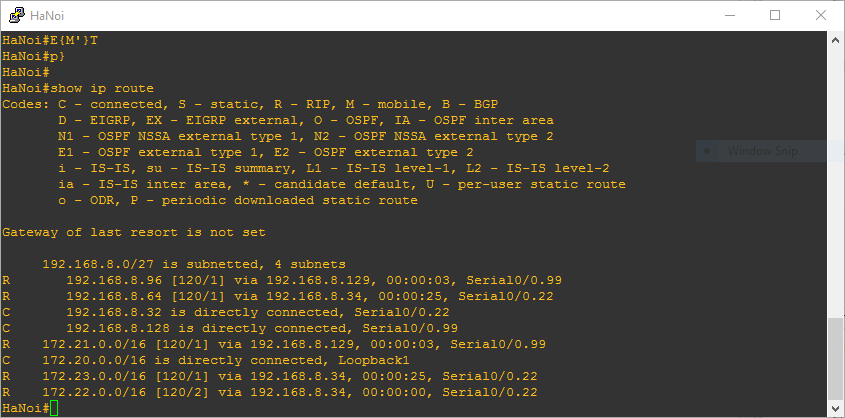 HaNoi
HaNoi#E{M'}T
HaNoi#p}
HaNoi#
HaNoi#show ip route
Codes: C - connected, S - static, R - RIP, M - mobile, B - BGP
       D - EIGRP, EX - EIGRP external, O - OSPF, IA - OSPF inter area
       N1 - OSPF NSSA external type 1, N2 - OSPF NSSA external type 2
       E1 - OSPF external type 1, E2 - OSPF external type 2
       i - IS-IS, su - IS-IS summary, L1 - IS-IS level-1, L2 - IS-IS level-2
       ia - IS-IS inter area, * - candidate default, U - per-user static route
       o - ODR, P - periodic downloaded static route
Window Snip
Gateway of last resort is not set
     192.168.8.0/27 is subnetted, 4 subnets
R       192.168.8.96 [120/1] via 192.168.8.129, 00:00:03, Serial0/0.99
R       192.168.8.64 [120/1] via 192.168.8.34, 00:00:25, Serial0/0.22
C       192.168.8.32 is directly connected, Serial0/0.22
C       192.168.8.128 is directly connected, Serial0/0.99
R    172.21.0.0/16 [120/1] via 192.168.8.129, 00:00:03, Serial0/0.99
C    172.20.0.0/16 is directly connected, Loopback1
R    172.23.0.0/16 [120/1] via 192.168.8.34, 00:00:25, Serial0/0.22
R    172.22.0.0/16 [120/2] via 192.168.8.34, 00:00:00, Serial0/0.22
HaNoi#